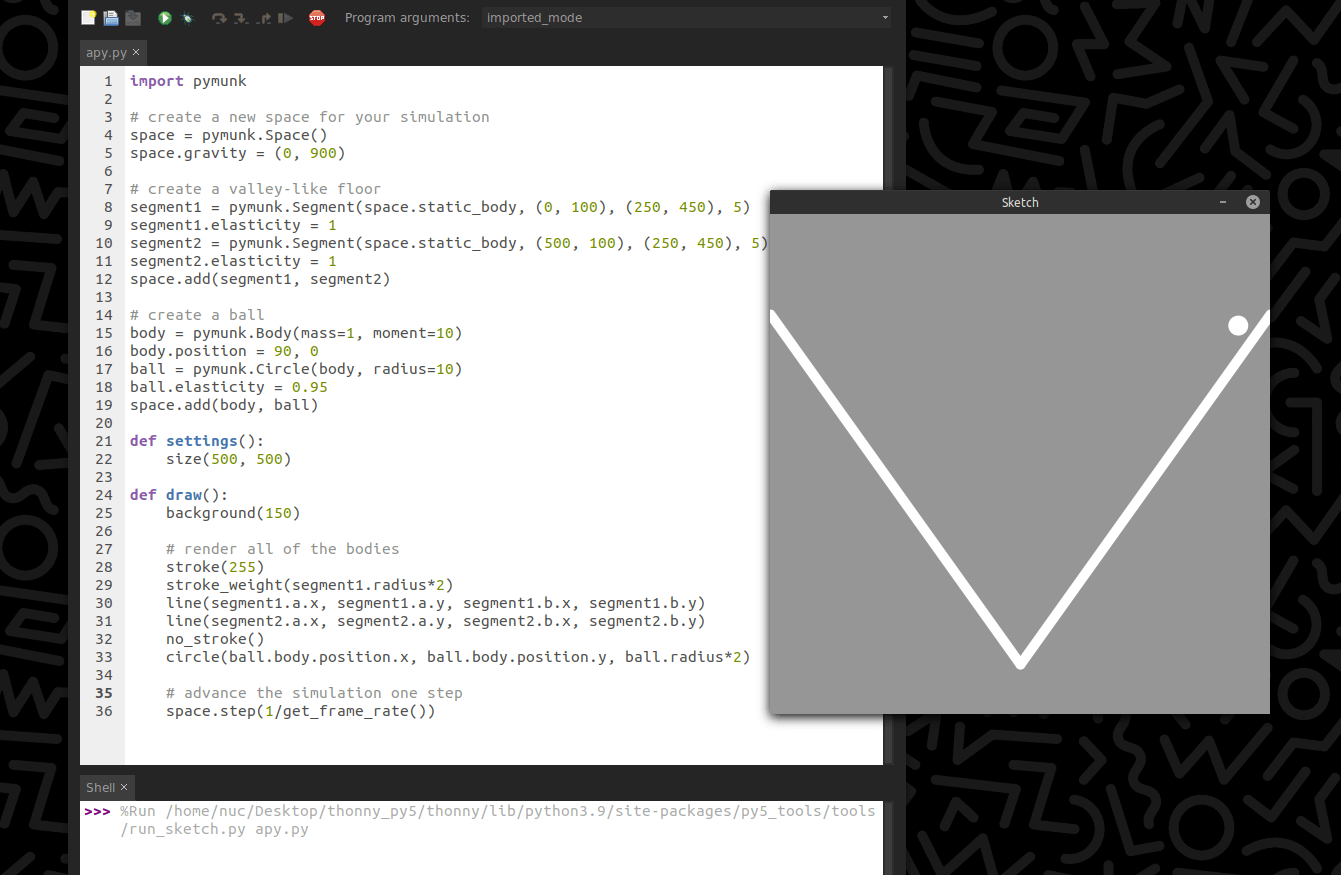 STOP Program arguments: imported_mode
apy.py ×
1 import pymunk
2
3 # create a new space for your simulation
4 space = pymunk.Space()
5 space.gravity = (0, 900)
6
7 # create a valley-like floor
8 segment1 = pymunk.Segment(space.static_body, (0, 100), (250, 450), 5)
9 segment1.elasticity = 1
10 segment2 = pymunk.Segment(space.static_body, (500, 100), (250, 450), 5)
11 segment2.elasticity = 1
12 space.add(segment1, segment2)
13
14 # create a ball
15 body = pymunk.Body(mass=1, moment=10)
16 body.position = 90, 0
17 ball = pymunk.Circle(body, radius=10)
18 ball.elasticity = 0.95
19 space.add(body, ball)
20
21 def settings():
22     size(500, 500)
23
24 def draw():
25     background(150)
26
27     # render all of the bodies
28     stroke(255)
29     stroke_weight(segment1.radius*2)
30     line(segment1.a.x, segment1.a.y, segment1.b.x, segment1.b.y)
31     line(segment2.a.x, segment2.a.y, segment2.b.x, segment2.b.y)
32     no_stroke()
33     circle(ball.body.position.x, ball.body.position.y, ball.radius*2)
34
35     # advance the simulation one step
36     space.step(1/get_frame_rate())
Sketch
Shell ×
>>> %Run /home/nuc/Desktop/thonny_py5/thonny/lib/python3.9/site-packages/py5_tools/tools
/run_sketch.py apy.py